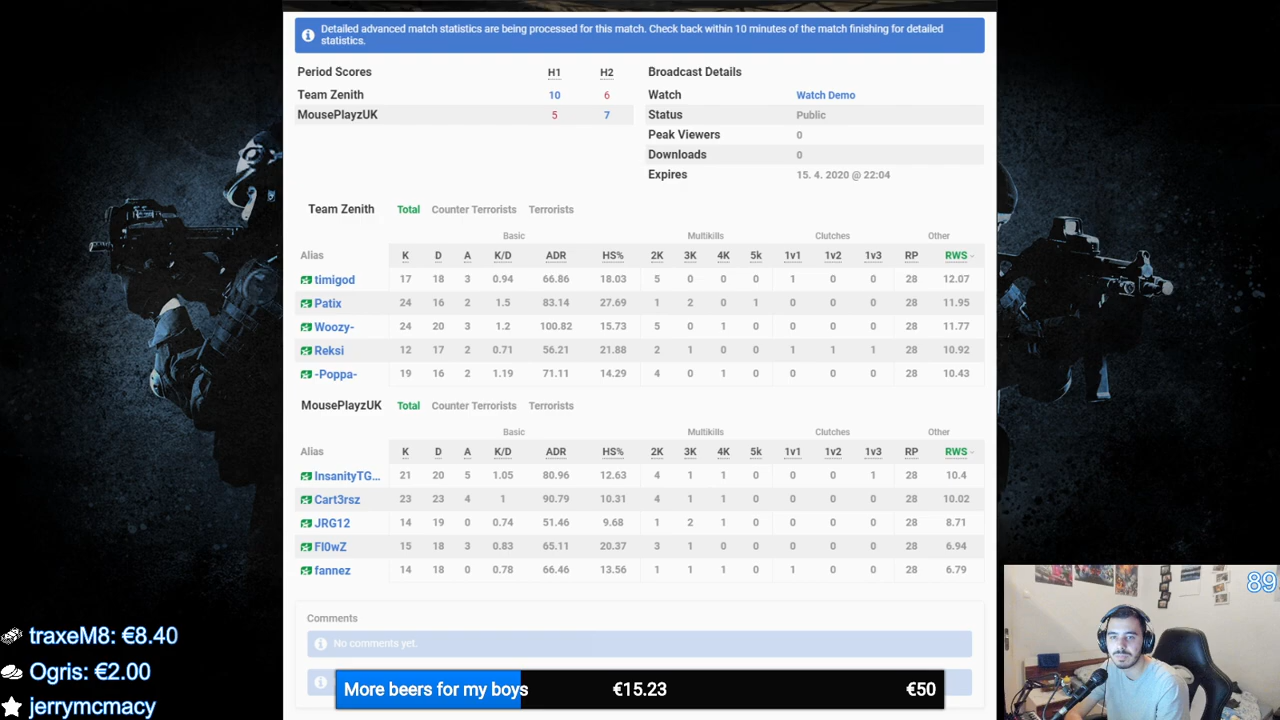 Detailed advanced match statistics are being processed for this match. Check back within 10 minutes of the match finishing for detailed
statistics.
Period Scores H1 H2
Team Zenith 10 6
MousePlayzUK 5 7
Broadcast Details
Watch Watch Demo
Status Public
Peak Viewers 0
Downloads 0
Expires 15. 4. 2020 @ 22:04
Team Zenith Total Counter Terrorists Terrorists
Basic Multikills Clutches Other
Alias K D A K/D ADR HS% 2K 3K 4K 5k 1v1 1v2 1v3 RP RWS
timigod 17 18 3 0.94 66.86 18.03 5 0 0 0 1 0 0 28 12.07
Patix 24 16 2 1.5 83.14 27.69 1 2 0 1 0 0 0 28 11.95
Woozy- 24 20 3 1.2 100.82 15.73 5 0 1 0 0 0 0 28 11.77
Reksi 12 17 2 0.71 56.21 21.88 2 1 0 0 1 1 1 28 10.92
-Poppa- 19 16 2 1.19 71.11 14.29 4 0 1 0 0 0 0 28 10.43
MousePlayzUK Total Counter Terrorists Terrorists
Basic Multikills Clutches Other
Alias K D A K/D ADR HS% 2K 3K 4K 5k 1v1 1v2 1v3 RP RWS
InsanityTG... 21 20 5 1.05 80.96 12.63 4 1 1 0 0 0 1 28 10.4
Cart3rsz 23 23 4 1 90.79 10.31 4 1 1 0 0 0 0 28 10.02
JRG12 14 19 0 0.74 51.46 9.68 1 2 1 0 0 0 0 28 8.71
Fl0wZ 15 18 3 0.83 65.11 20.37 3 1 0 0 0 0 0 28 6.94
fannez 14 18 0 0.78 66.46 13.56 1 1 1 0 1 0 0 28 6.79
Comments
No comments yet.
89
traxeM8: €8.40
Ogris: €2.00
jerrymcmacy
More beers for my boys €15.23 €50